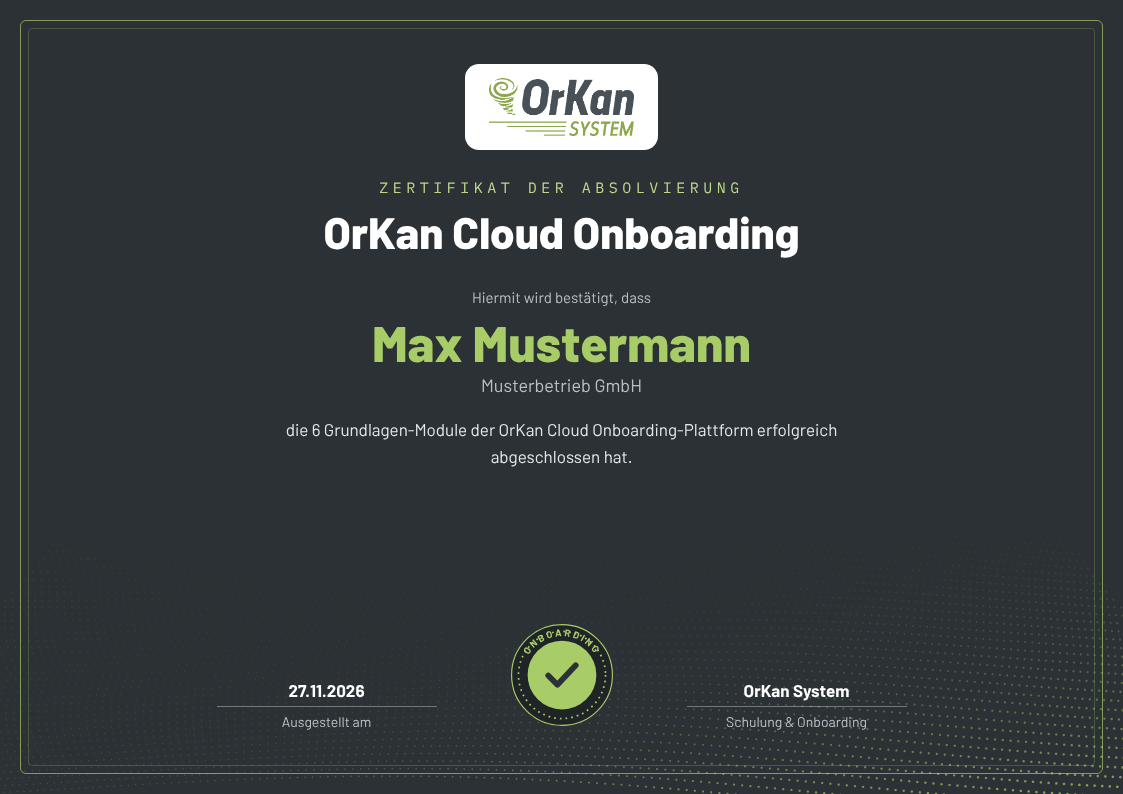 OrKan
SYSTEM
ZERTIFIKAT DER ABSOLVIERUNG
OrKan Cloud Onboarding
Hiermit wird bestätigt, dass
Max Mustermann
Musterbetrieb GmbH
die 6 Grundlagen-Module der OrKan Cloud Onboarding-Plattform erfolgreich
abgeschlossen hat.
ONBOARDING
27.11.2026
Ausgestellt am
OrKan System
Schulung & Onboarding